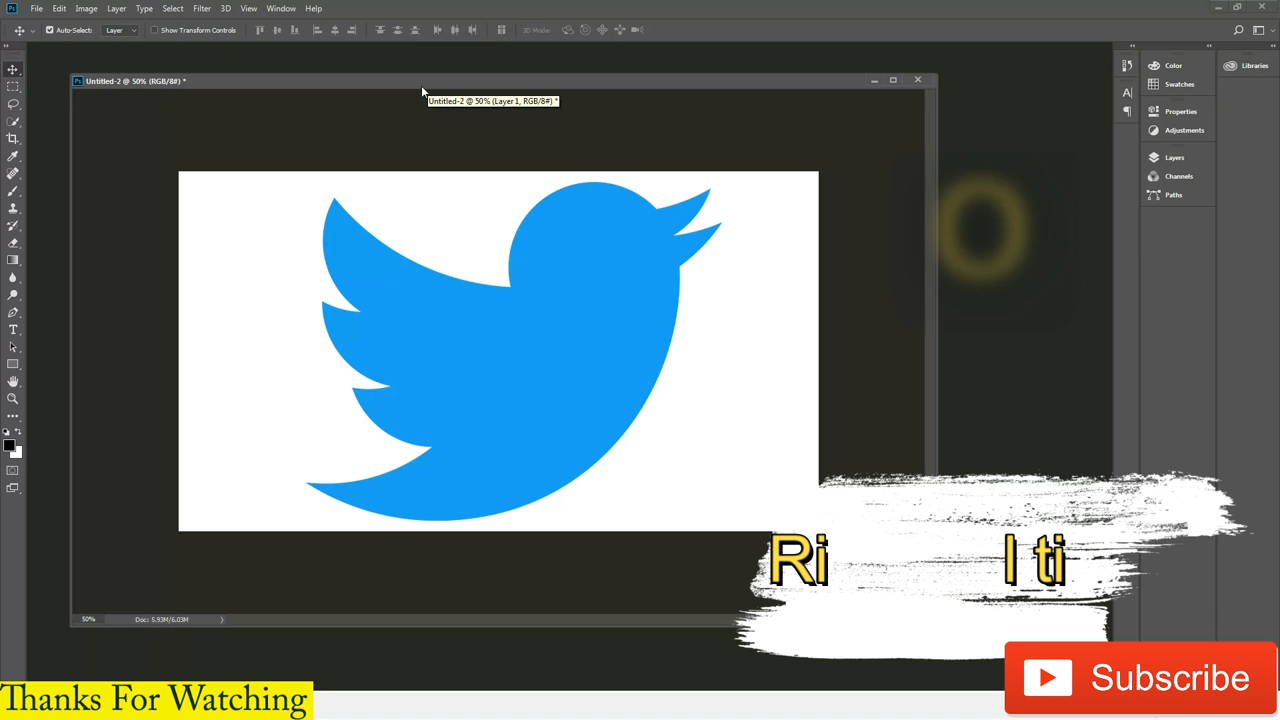 Ps File Edit Image Layer Type Select Filter 3D View Window Help
Auto-Select: Layer Show Transform Controls 3D Mode:
Ps Untitled-2 @ 50% (RGB/8#) *
Untitled-2 @ 50% (Layer 1, RGB/8#) *
Color
Swatches
Properties
Adjustments
Layers
Channels
Paths
Libraries
O
50% Doc: 5.93M/6.03M
Ri l ti
Subscribe
Thanks For Watching